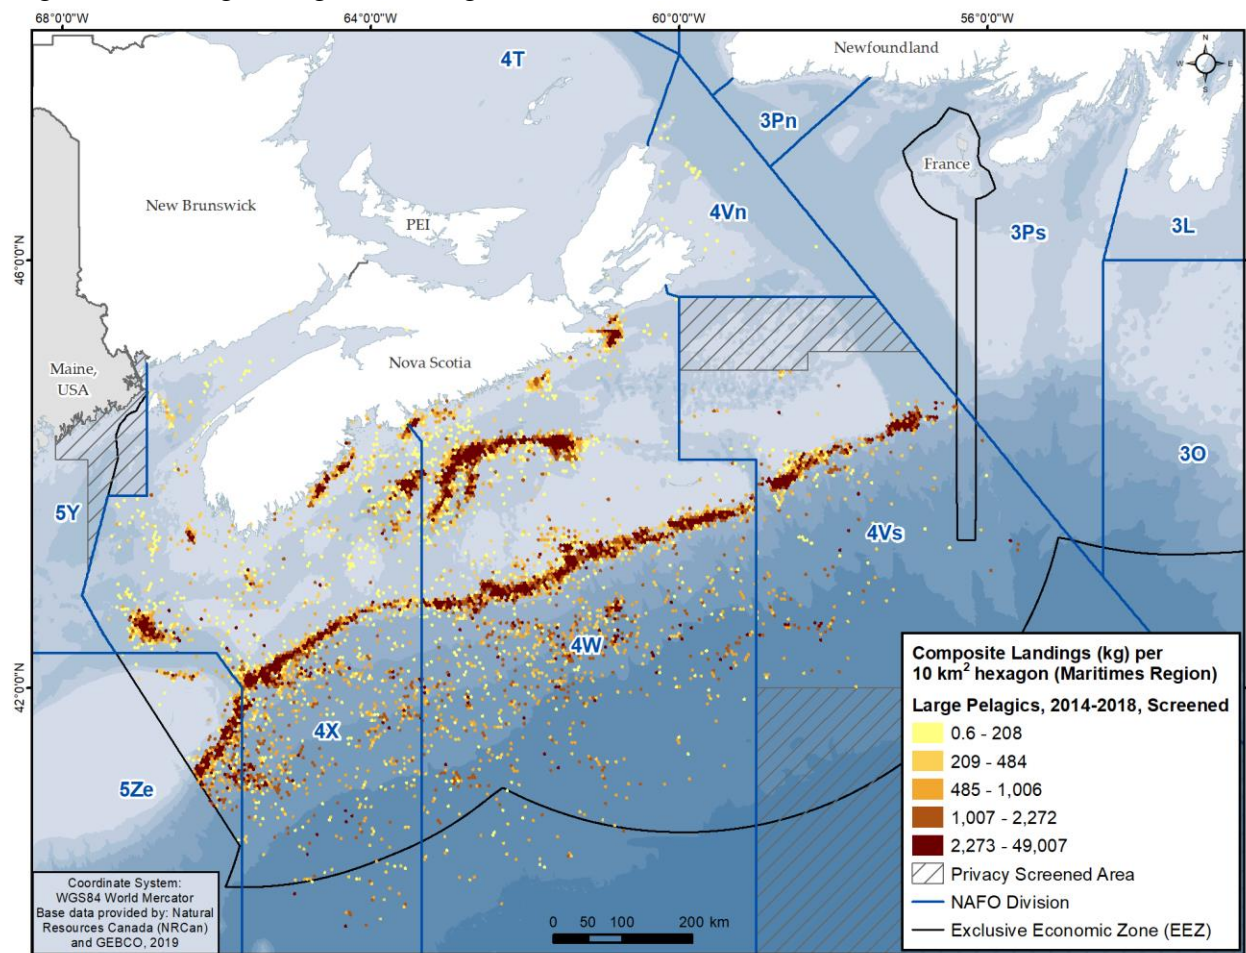 68°0'0"W
64°0'0"W
60°0'0"W
56°0'0"W
Newfoundland
N
W
E
S
4T
3Pn
France
New Brunswick
PEI
4Vn
3Ps
3L
46°0'0"N
Nova Scotia
Maine,
USA
3O
5Y
4Vs
4W
42°0'0"N
4X
5Ze
Composite Landings (kg) per
10 km² hexagon (Maritimes Region)
Large Pelagics, 2014-2018, Screened
0.6 - 208
209 - 484
485 - 1,006
1,007 - 2,272
2,273 - 49,007
Privacy Screened Area
NAFO Division
Exclusive Economic Zone (EEZ)
Coordinate System:
WGS84 World Mercator
Base data provided by: Natural
Resources Canada (NRCan)
and GEBCO, 2019
0 50 100 200 km